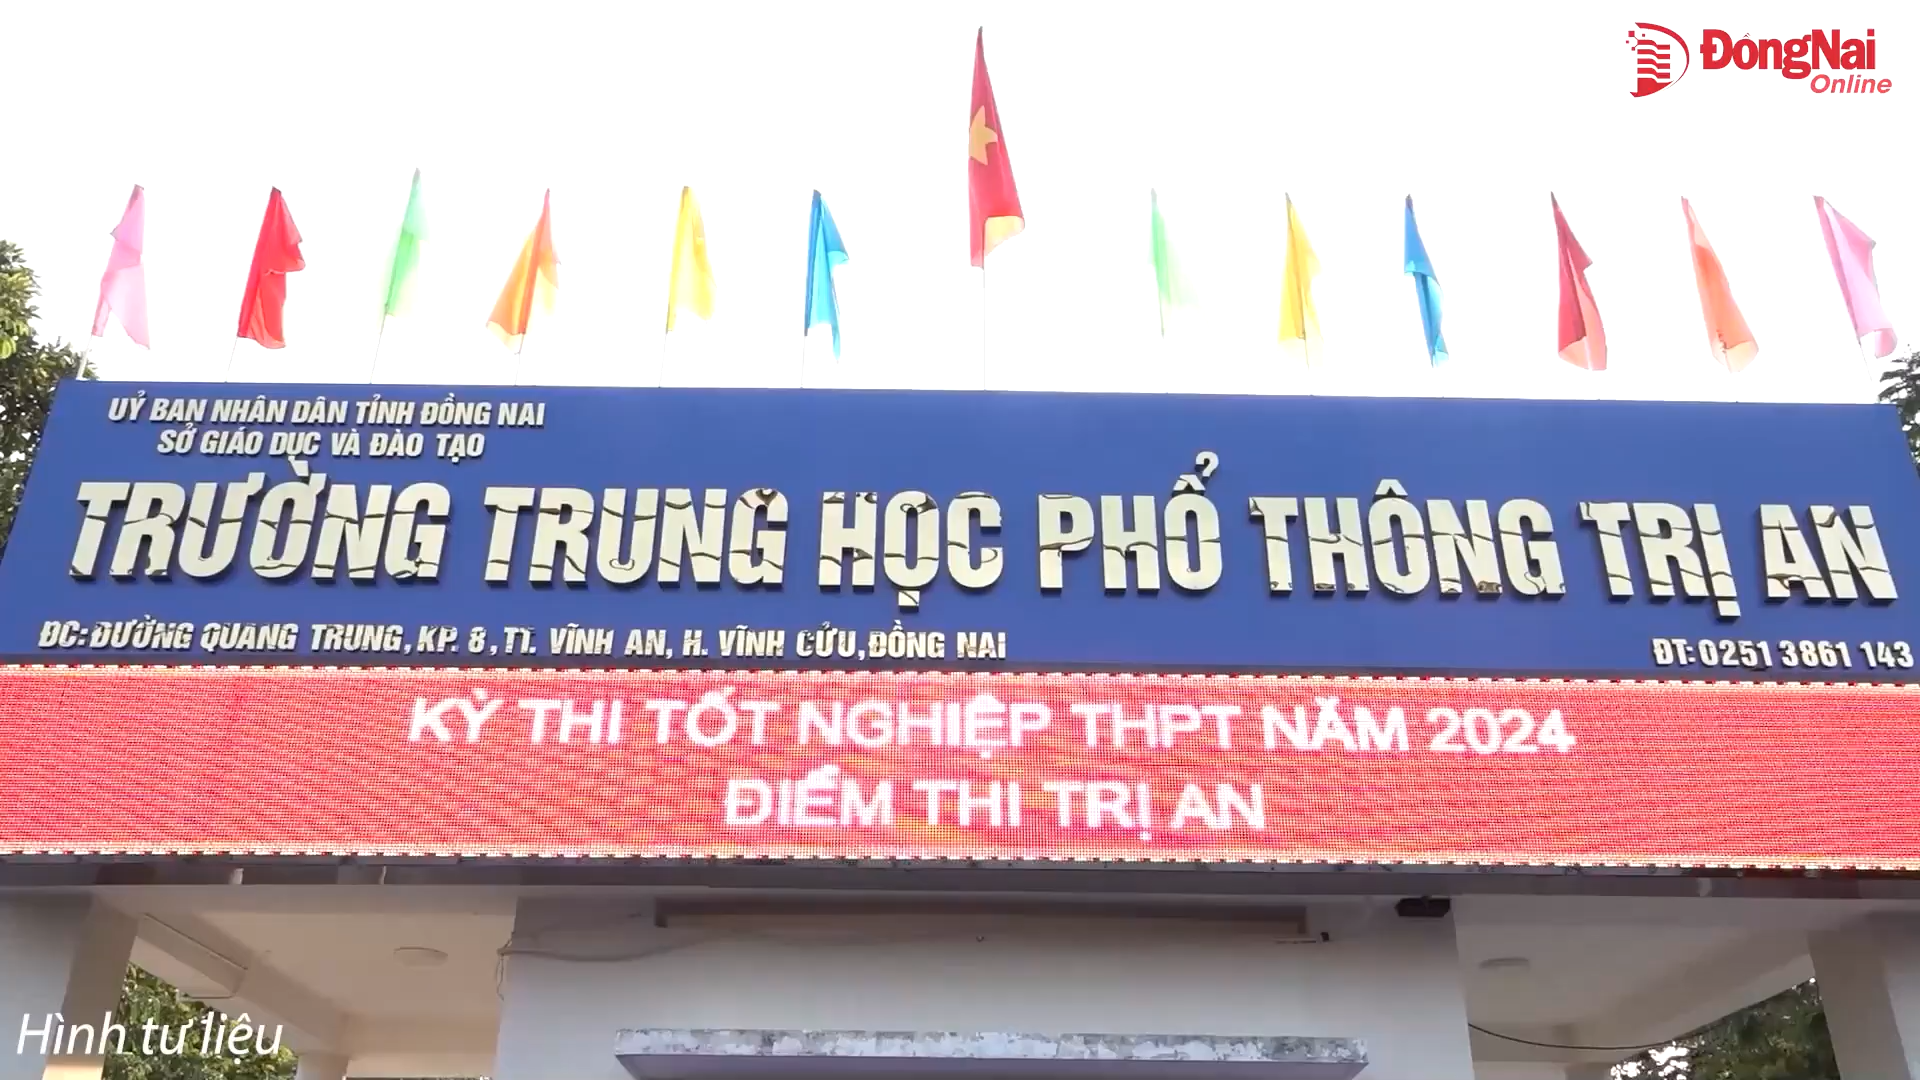 ĐồngNai
Online
UỶ BAN NHÂN DÂN TỈNH ĐỒNG NAI
SỞ GIÁO DỤC VÀ ĐÀO TẠO
TRƯỜNG TRUNG HỌC PHỔ THÔNG TRỊ AN
ĐC: ĐƯỜNG QUANG TRUNG, KP. 8, TT. VĨNH AN, H. VĨNH CỬU, ĐỒNG NAI
ĐT: 0251 3861 143
KỲ THI TỐT NGHIỆP THPT NĂM 2024
ĐIỂM THI TRỊ AN
Hình tư liệu